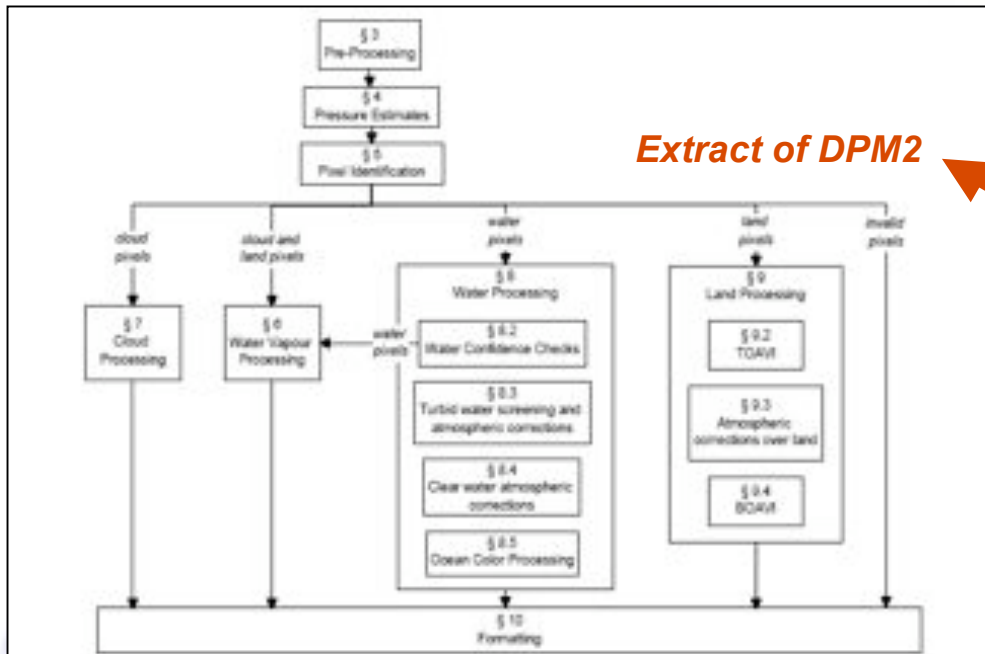 § 3
Pre-Processing
§ 4
Pressure Estimates
§ 5
Pixel Identification
Extract of DPM2
cloud
pixels
cloud and
land pixels
water
pixels
land
pixels
invalid
pixels
§ 7
Cloud
Processing
§ 6
Water Vapour
Processing
water
pixels
§ 8
Water Processing
§ 8.2
Water Confidence Checks
§ 8.3
Turbid water screening and
atmospheric corrections
§ 8.4
Clear water atmospheric
corrections
§ 8.5
Ocean Color Processing
§ 9
Land Processing
§ 9.2
TOAVI
§ 9.3
Atmospheric
corrections over land
§ 9.4
BOAVI
§ 10
Formatting